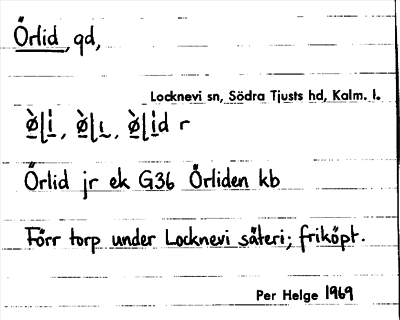 Örlid, gd,
Locknevi sn, Södra Tjusts hd, Kalm. l.
Örlid jr ek G36 Örliden kb
Förr torp under Locknevi säteri; friköpt.
Per Helge 1969